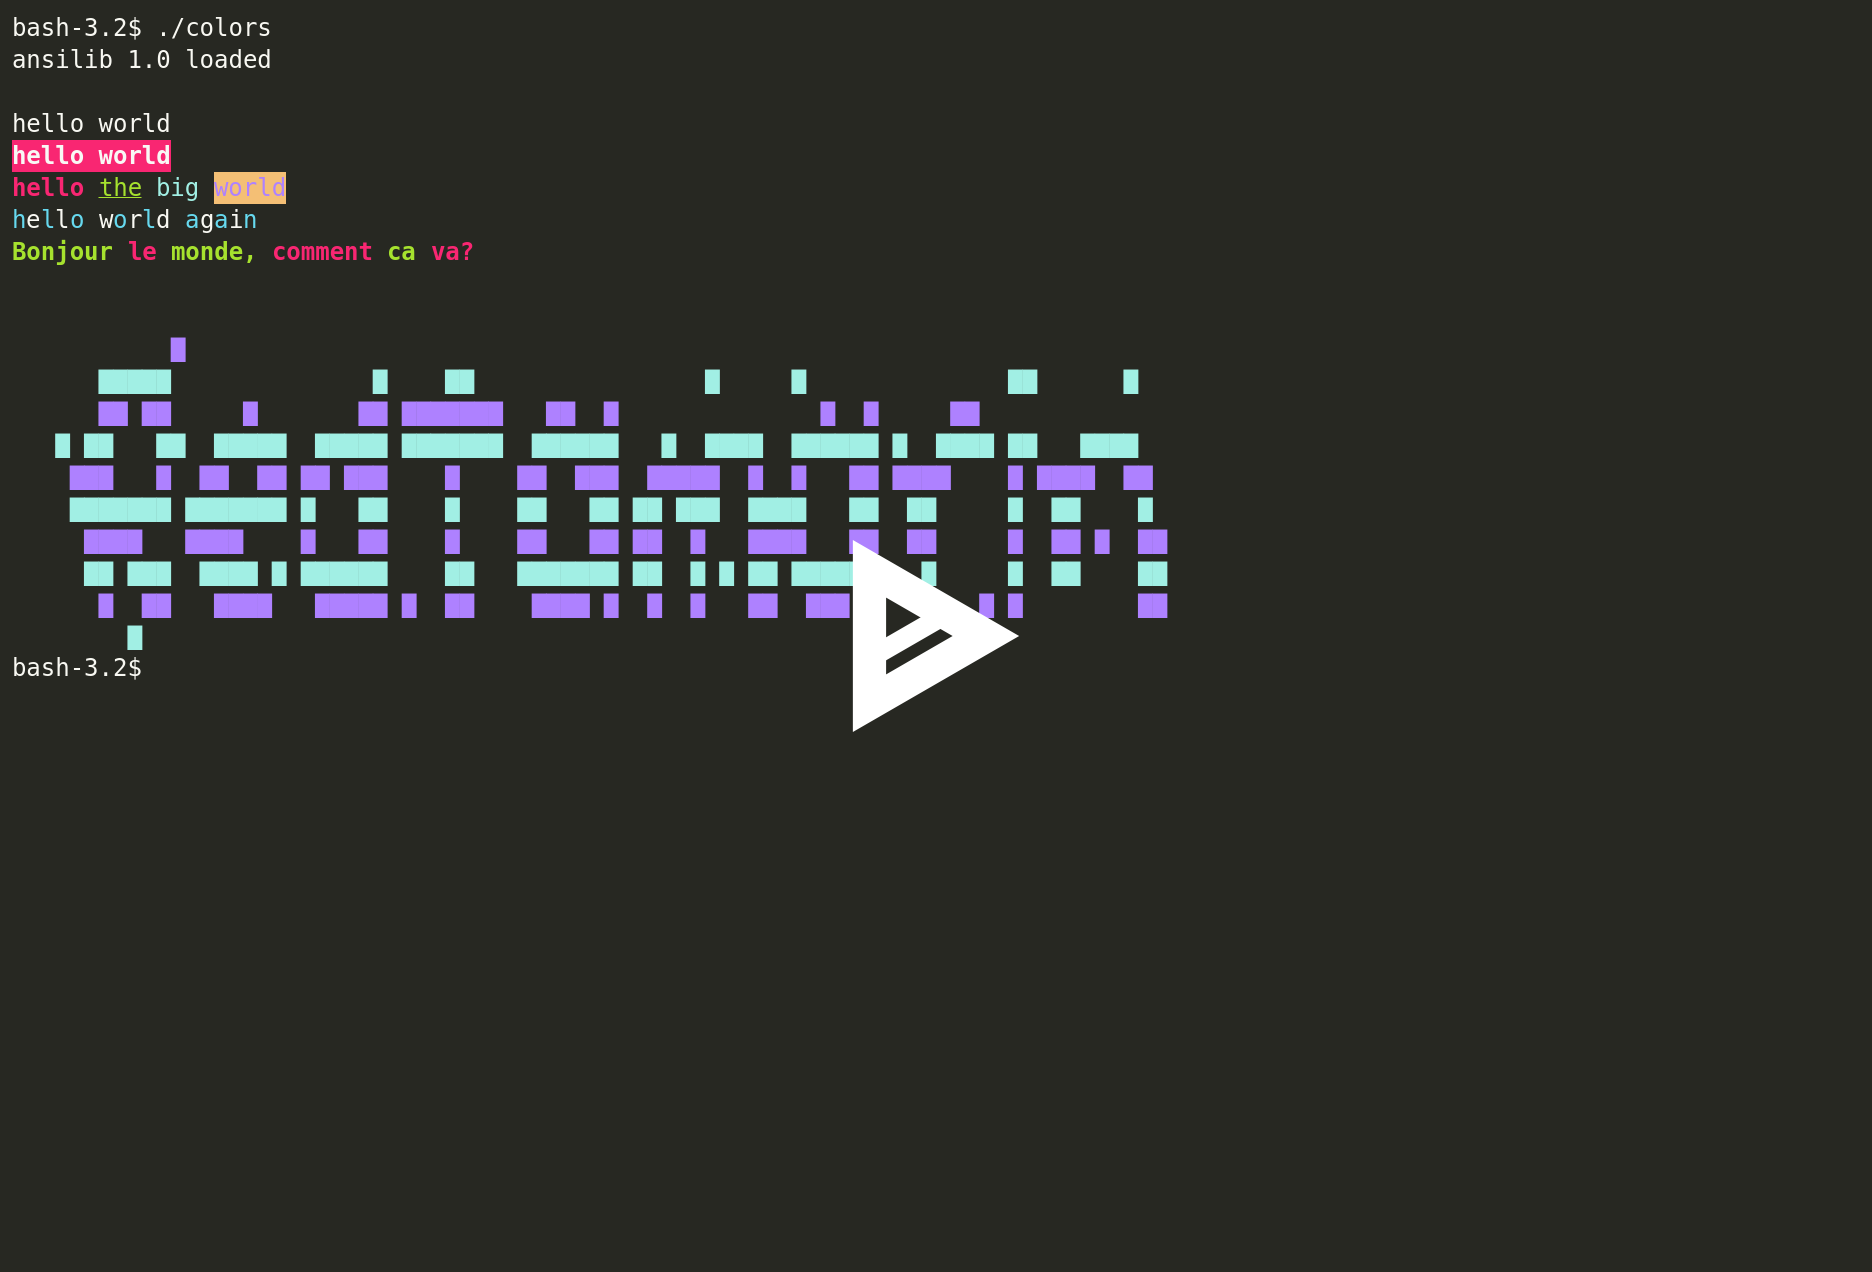 bash-3.2$ ./colors
ansilib 1.0 loaded
hello world
hello world
hello the big world
hello world again
Bonjour le monde, comment ca va?
bash-3.2$